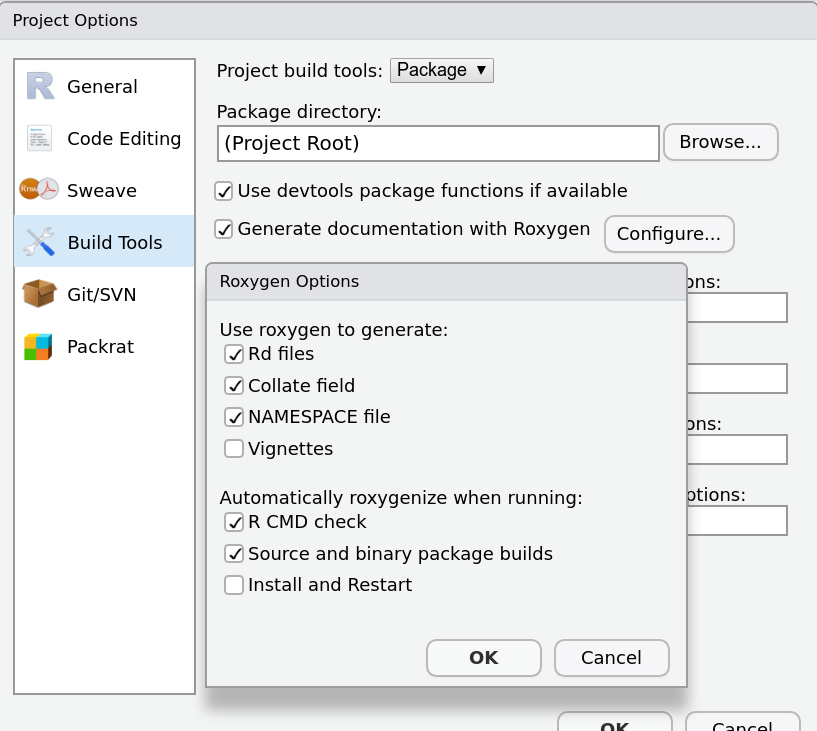 Project Options
General
Code Editing
Sweave
Build Tools
Git/SVN
Packrat
Project build tools: Package ▼
Package directory:
(Project Root) Browse...
Use devtools package functions if available
Generate documentation with Roxygen Configure...
ons:
ons:
ptions:
Roxygen Options
Use roxygen to generate:
Rd files
Collate field
NAMESPACE file
Vignettes
Automatically roxygenize when running:
R CMD check
Source and binary package builds
Install and Restart
OK Cancel
OK Cancel